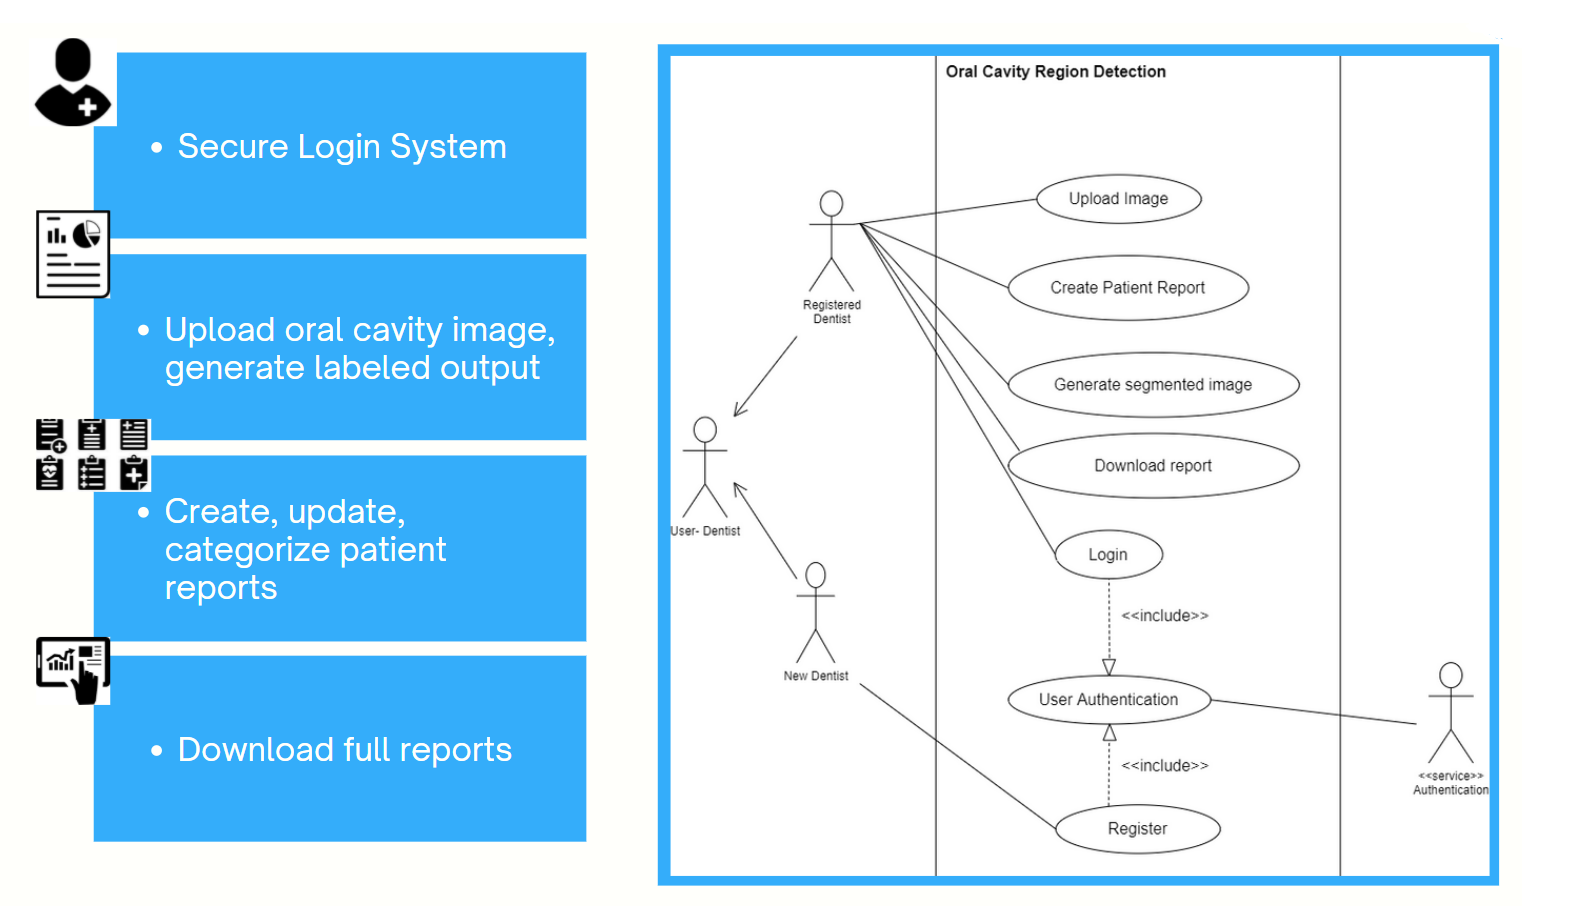 Secure Login System
Upload oral cavity image,
generate labeled output
Create, update,
categorize patient
reports
Download full reports
Oral Cavity Region Detection
Upload Image
Registered
Dentist
Create Patient Report
Generate segmented image
Download report
User- Dentist
Login
<<include>>
New Dentist
User Authentication
<<include>>
<<service>>
Authentication
Register